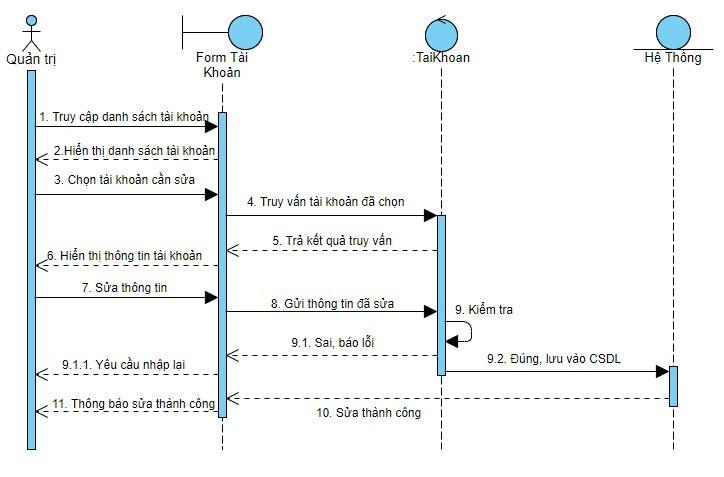 Quản trị
Form Tài
Khoản
:TaiKhoan
Hệ Thống
1. Truy cập danh sách tài khoản
2.Hiển thị danh sách tài khoản
3. Chọn tài khoản cần sửa
4. Truy vấn tài khoản đã chọn
5. Trả kết quả truy vấn
6. Hiển thị thông tin tài khoản
7. Sửa thông tin
8. Gửi thông tin đã sửa
9. Kiểm tra
9.1. Sai, báo lỗi
9.1.1. Yêu cầu nhập lại
9.2. Đúng, lưu vào CSDL
10. Sửa thành công
11. Thông báo sửa thành công